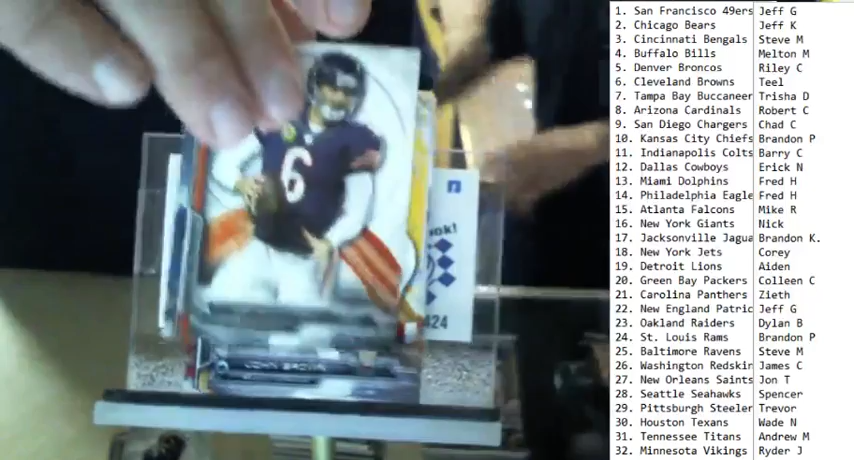 1. San Francisco 49ers Jeff G
2. Chicago Bears Jeff K
3. Cincinnati Bengals Steve M
4. Buffalo Bills Melton M
5. Denver Broncos Riley C
6. Cleveland Browns Teel
7. Tampa Bay Buccaneer Trisha D
8. Arizona Cardinals Robert C
9. San Diego Chargers Chad C
10. Kansas City Chiefs Brandon P
11. Indianapolis Colts Barry C
12. Dallas Cowboys Erick N
13. Miami Dolphins Fred H
14. Philadelphia Eagle Fred H
15. Atlanta Falcons Mike R
16. New York Giants Nick
17. Jacksonville Jagua Brandon K.
18. New York Jets Corey
19. Detroit Lions Aiden
20. Green Bay Packers Colleen C
21. Carolina Panthers Zieth
22. New England Patric Jeff G
23. Oakland Raiders Dylan B
24. St. Louis Rams Brandon P
25. Baltimore Ravens Steve M
26. Washington Redskin James C
27. New Orleans Saints Jon T
28. Seattle Seahawks Spencer
29. Pittsburgh Steeler Trevor
30. Houston Texans Wade N
31. Tennessee Titans Andrew M
32. Minnesota Vikings Ryder J
6
ok!
424